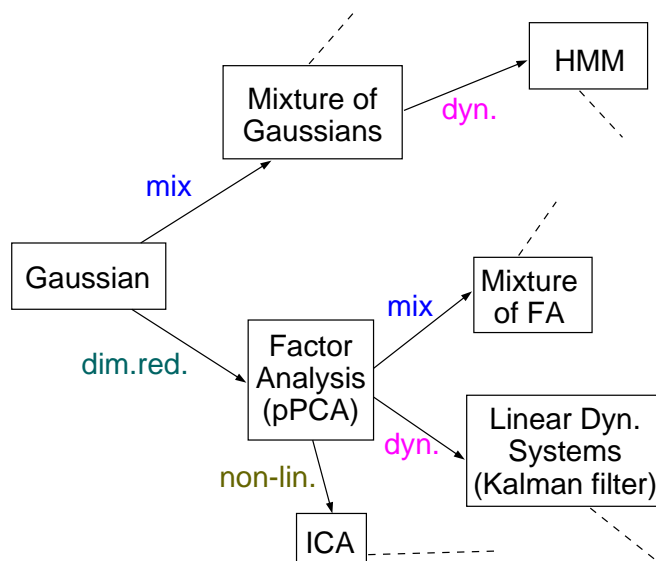 HMM
Mixture of
Gaussians
dyn.
mix
Gaussian
Mixture
of FA
mix
dim.red.
Factor
Analysis
(pPCA)
Linear Dyn.
Systems
(Kalman filter)
dyn.
non-lin.
ICA